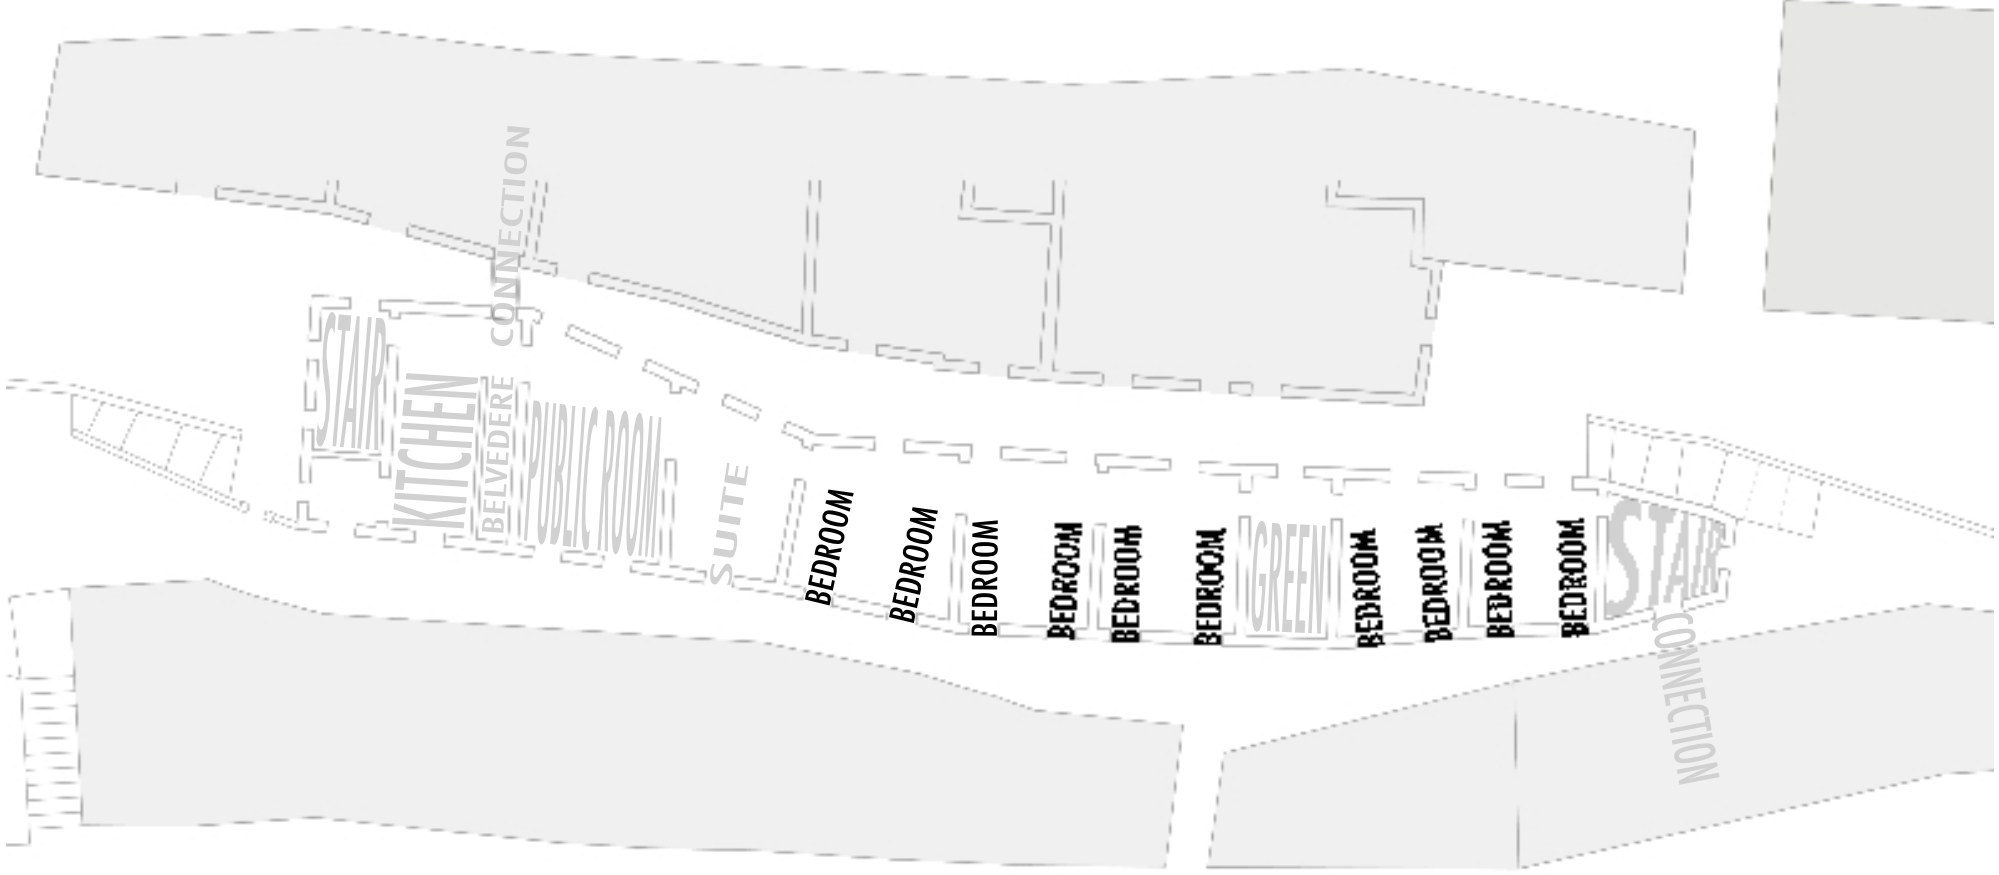 STAIR
KITCHEN
BELVEDERE CONNECTION
PUBLIC ROOM
SUITE
BEDROOM
BEDROOM
BEDROOM
BEDROOM
BEDROOM
BEDROOM
GREEN
BEDROOM
BEDROOM
BEDROOM
BEDROOM
STAIR
CONNECTION